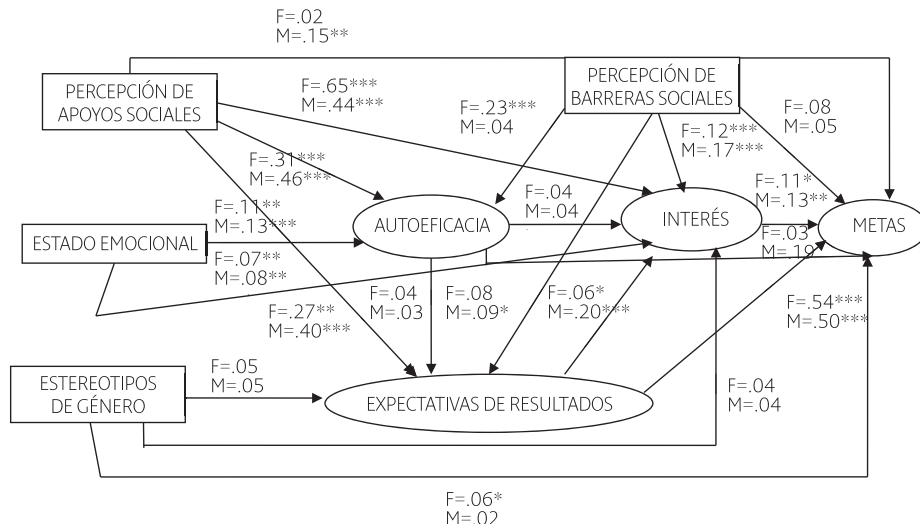 F=.02
M=.15**
PERCEPCIÓN DE
APOYOS SOCIALES
PERCEPCIÓN DE
BARRERAS SOCIALES
F=.65***
M=.44***
F=.23***
M=.04
F=.08
M=.05
F=.12***
M=.17***
F=.31***
M=.46***
F=.11*
M=.13**
F=.04
M=.04
F=.11**
M=.13***
AUTOEFICACIA
INTERÉS
METAS
ESTADO EMOCIONAL
F=.03
M=.19
F=.07**
M=.08**
F=.04
M=.03
F=.08
M=.09*
F=.06*
M=.20***
F=.27**
M=.40***
F=.54***
M=.50***
F=.05
M=.05
ESTEREOTIPOS
DE GÉNERO
EXPECTATIVAS DE RESULTADOS
F=.04
M=.04
F=.06*
M=.02